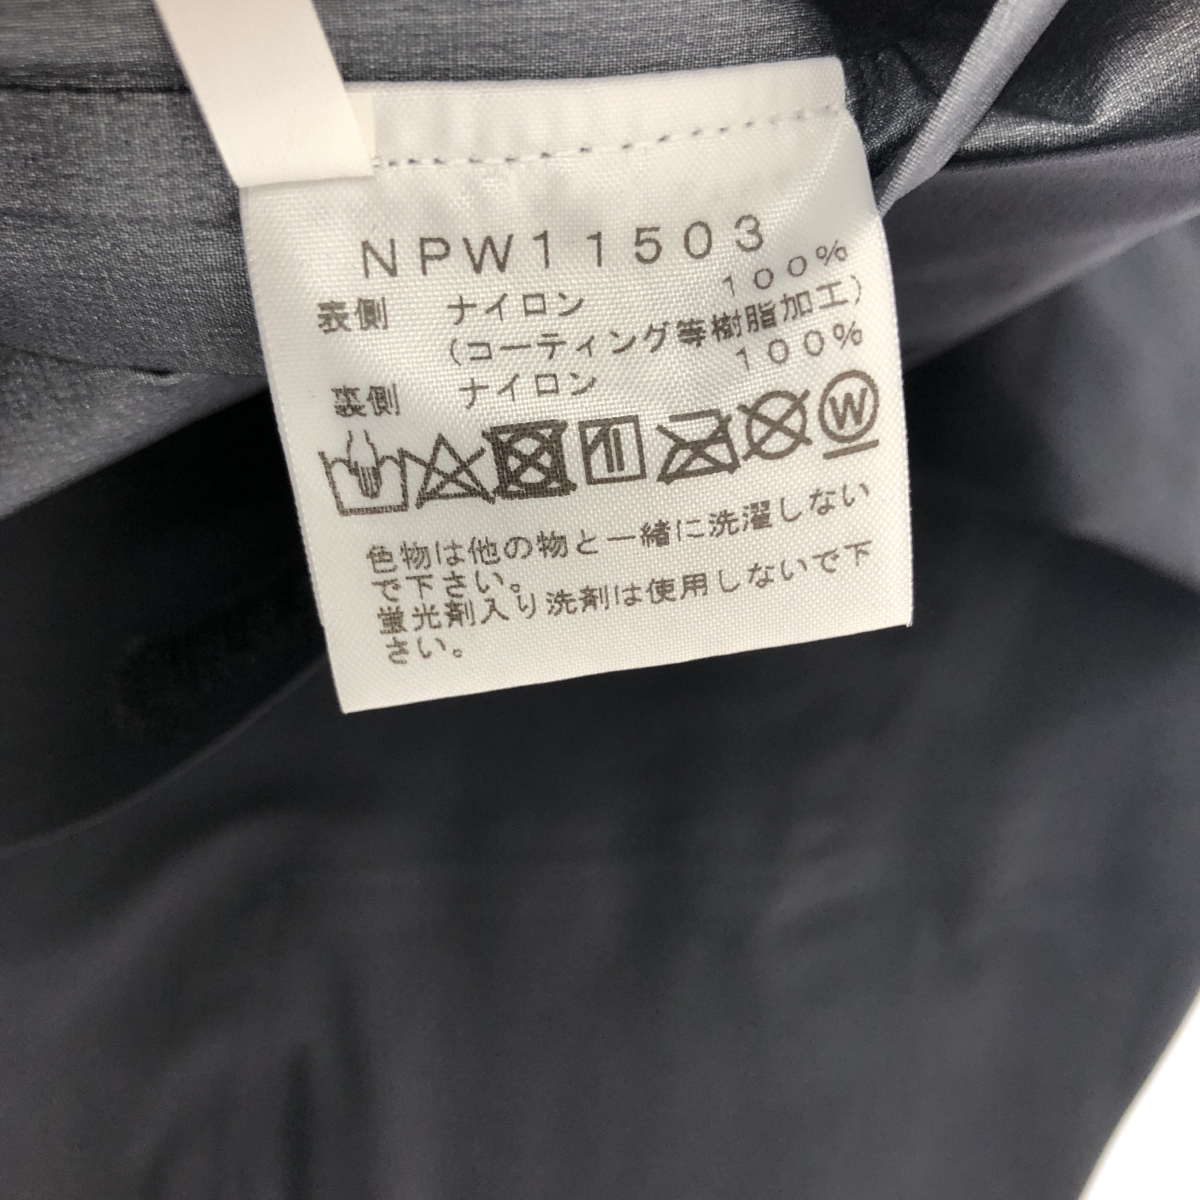 NPW11503
表側 ナイロン 100%
(コーティング等樹脂加工)
裏側 ナイロン 100%
W
色物は他の物と一緒に洗濯しない
で下さい。
蛍光剤入り洗剤は使用しないで下
さい。